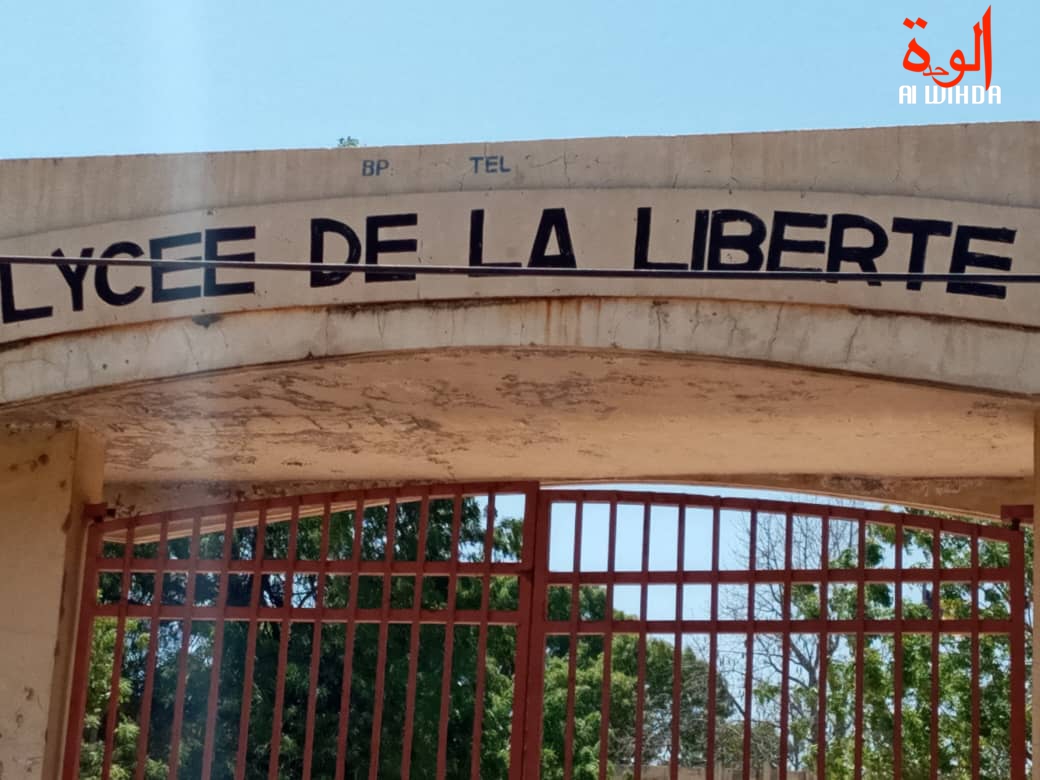 الوحدة
Al WIHDA
BP: TEL
LYCEE DE LA LIBERTE